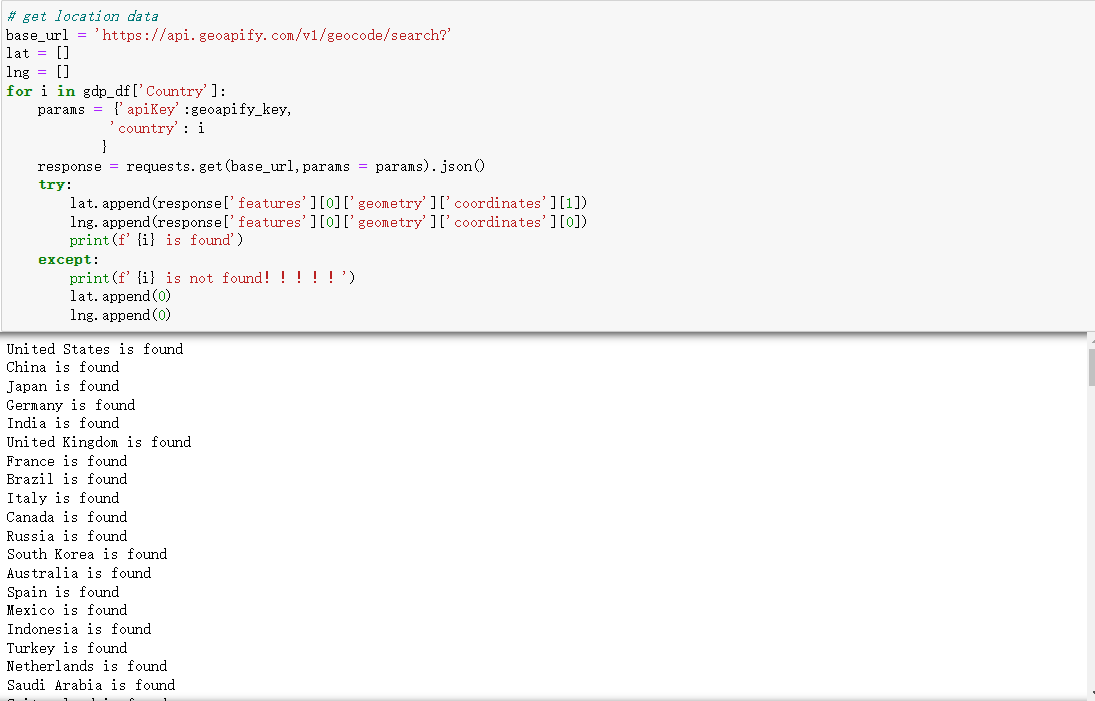 # get location data
base_url = 'https://api.geoapify.com/v1/geocode/search?'
lat = []
lng = []
for i in gdp_df['Country']:
    params = {'apiKey':geoapify_key,
             'country': i
            }
    response = requests.get(base_url,params = params).json()
    try:
        lat.append(response['features'][0]['geometry']['coordinates'][1])
        lng.append(response['features'][0]['geometry']['coordinates'][0])
        print(f'{i} is found')
    except:
        print(f'{i} is not found!!!!!')
        lat.append(0)
        lng.append(0)
United States is found
China is found
Japan is found
Germany is found
India is found
United Kingdom is found
France is found
Brazil is found
Italy is found
Canada is found
Russia is found
South Korea is found
Australia is found
Spain is found
Mexico is found
Indonesia is found
Turkey is found
Netherlands is found
Saudi Arabia is found